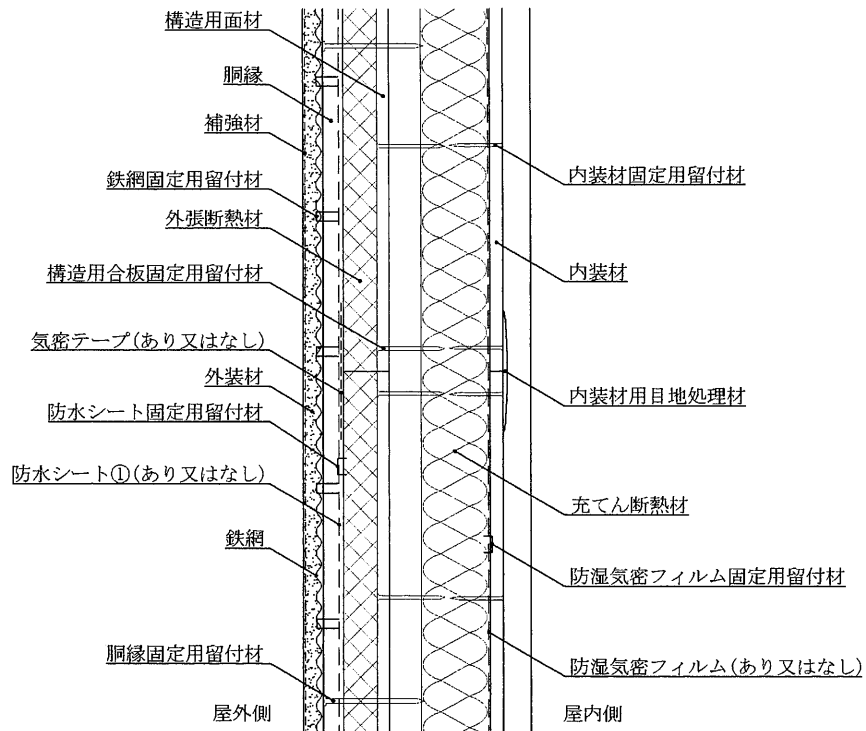 構造用面材
胴縁
補強材
鉄網固定用留付材
外張断熱材
構造用合板固定用留付材
気密テープ(あり又はなし)
外装材
防水シート固定用留付材
防水シート①(あり又はなし)
鉄網
胴縁固定用留付材
屋外側
内装材固定用留付材
内装材
内装材用目地処理材
充てん断熱材
防湿気密フィルム固定用留付材
防湿気密フィルム(あり又はなし)
屋内側